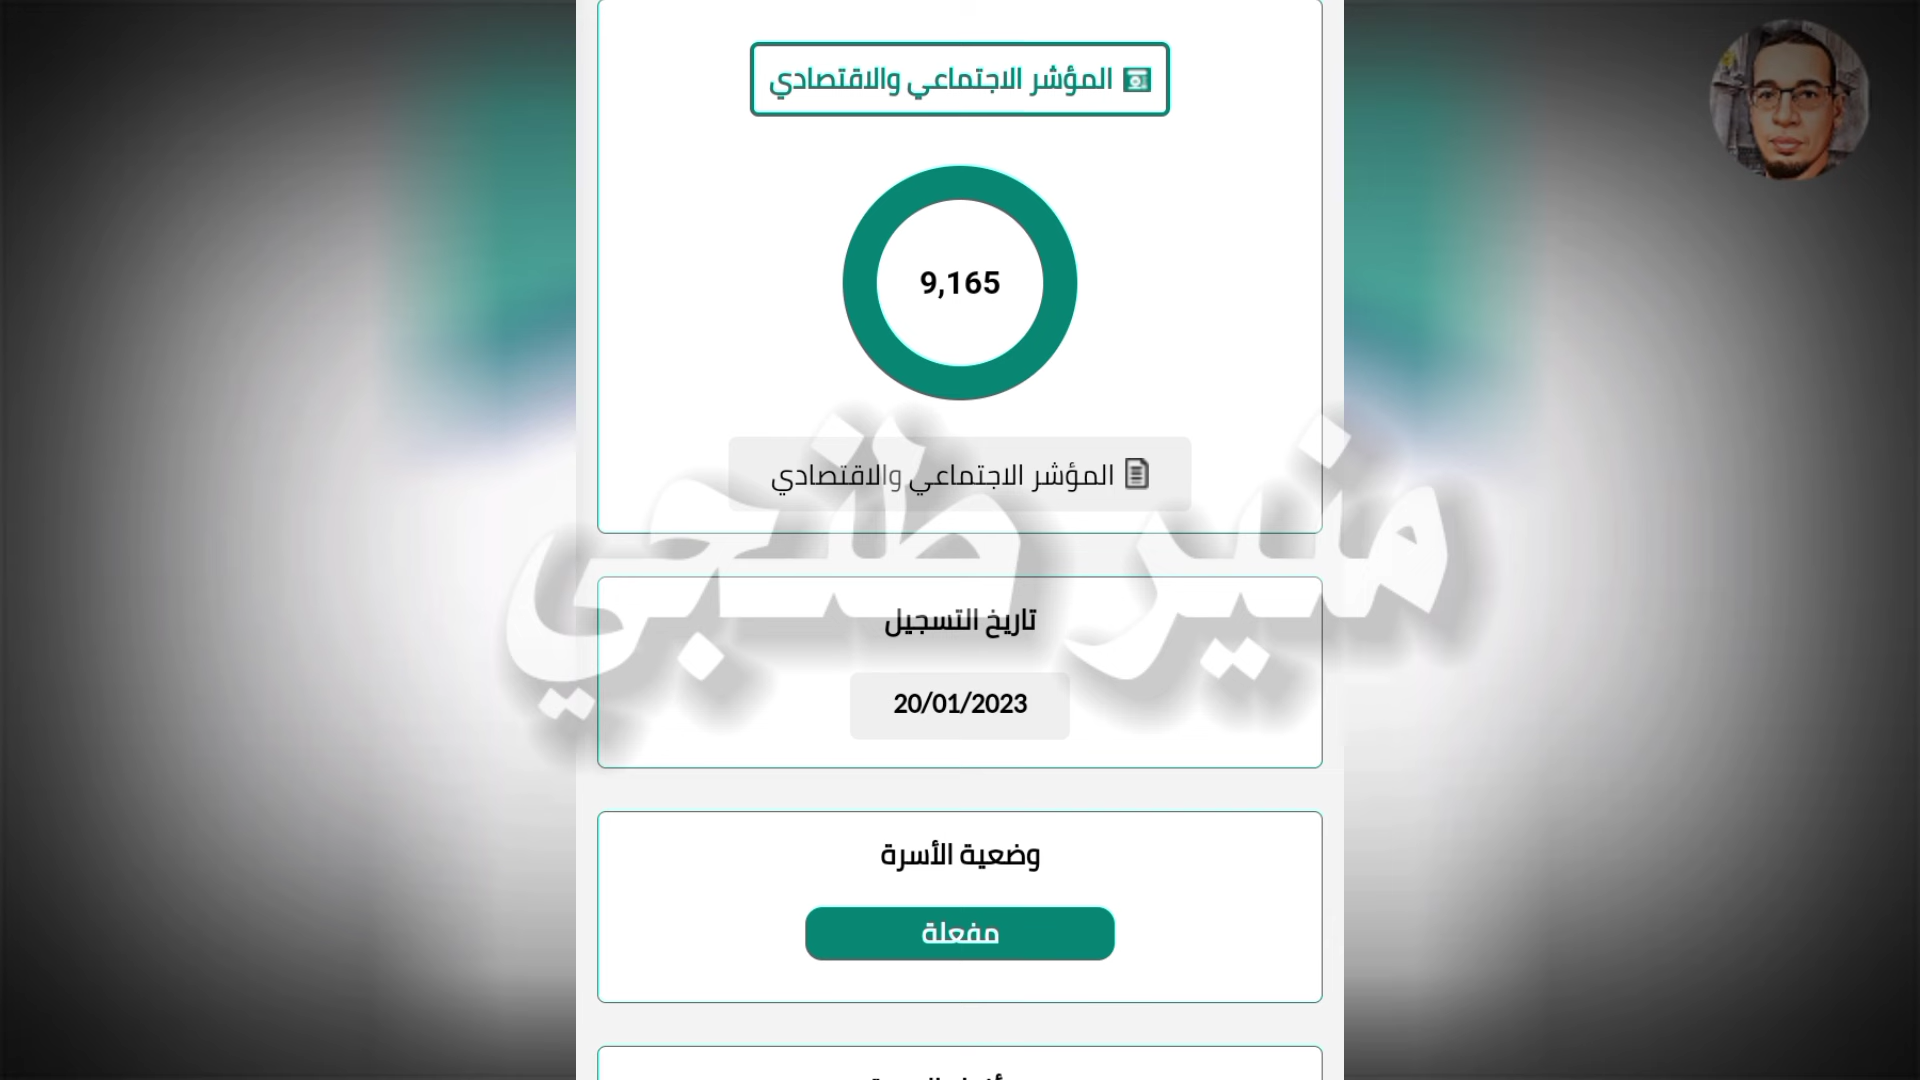 المؤشر الاجتماعي والاقتصادي
9,165
المؤشر الاجتماعي والاقتصادي
منير طنجي
تاريخ التسجيل
20/01/2023
وضعية الأسرة
مفعلة